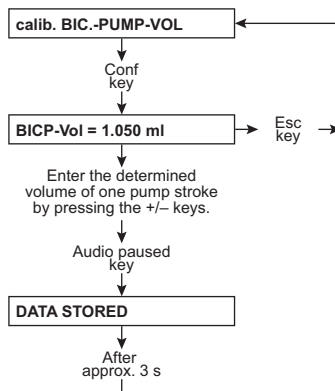 calib. BIC.-PUMP-VOL
Conf
key
BICP-Vol = 1.050 ml
Esc
key
Enter the determined
volume of one pump stroke
by pressing the +/– keys.
Audio paused
key
DATA STORED
After
approx. 3 s